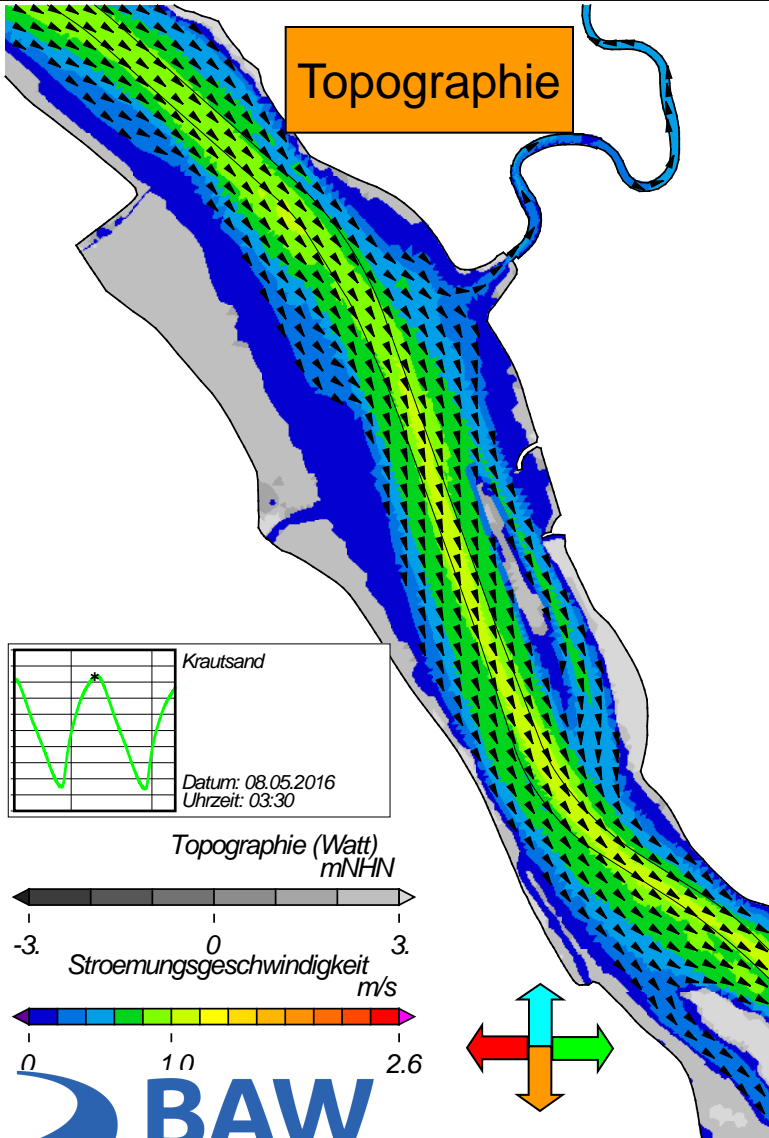 Topographie
Krautsand
Datum: 08.05.2016
Uhrzeit: 03:30
Topographie (Watt)
mNHN
-3. 0 3.
Stroemungsgeschwindigkeit
m/s
0 1.0 2.6
BAW